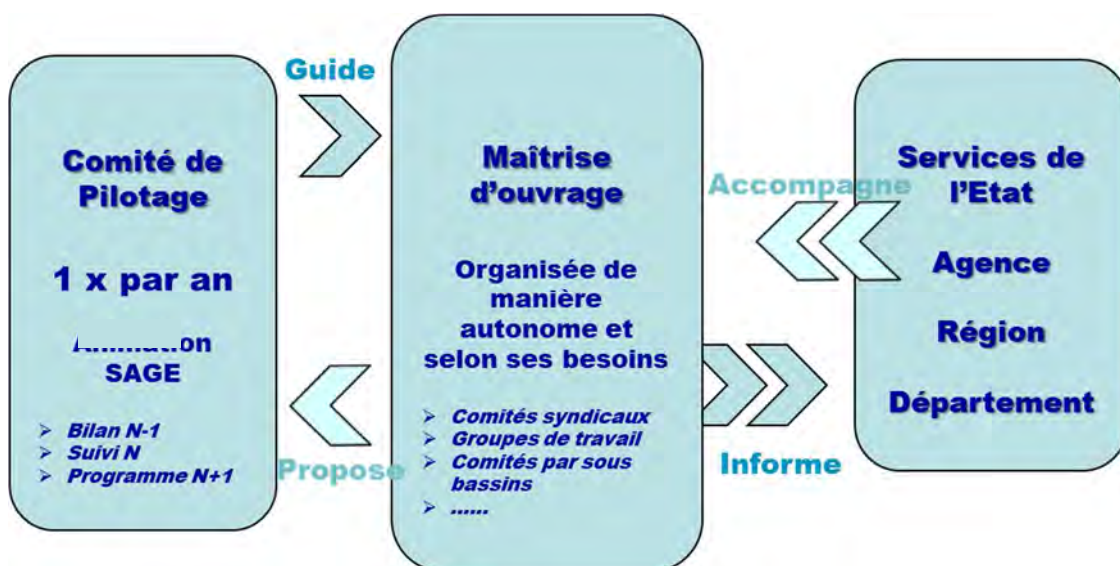 Guide
Comité de
Pilotage
1 x par an
SAGE
➢ Bilan N-1
➢ Suivi N
➢ Programme N+1
Propose
Maîtrise
d’ouvrage
Organisée de
manière
autonome et
selon ses besoins
➢ Comités syndicaux
➢ Groupes de travail
➢ Comités par sous
bassins
➢ ......
Accompagne
Informe
Services de
l’Etat
Agence
Région
Département